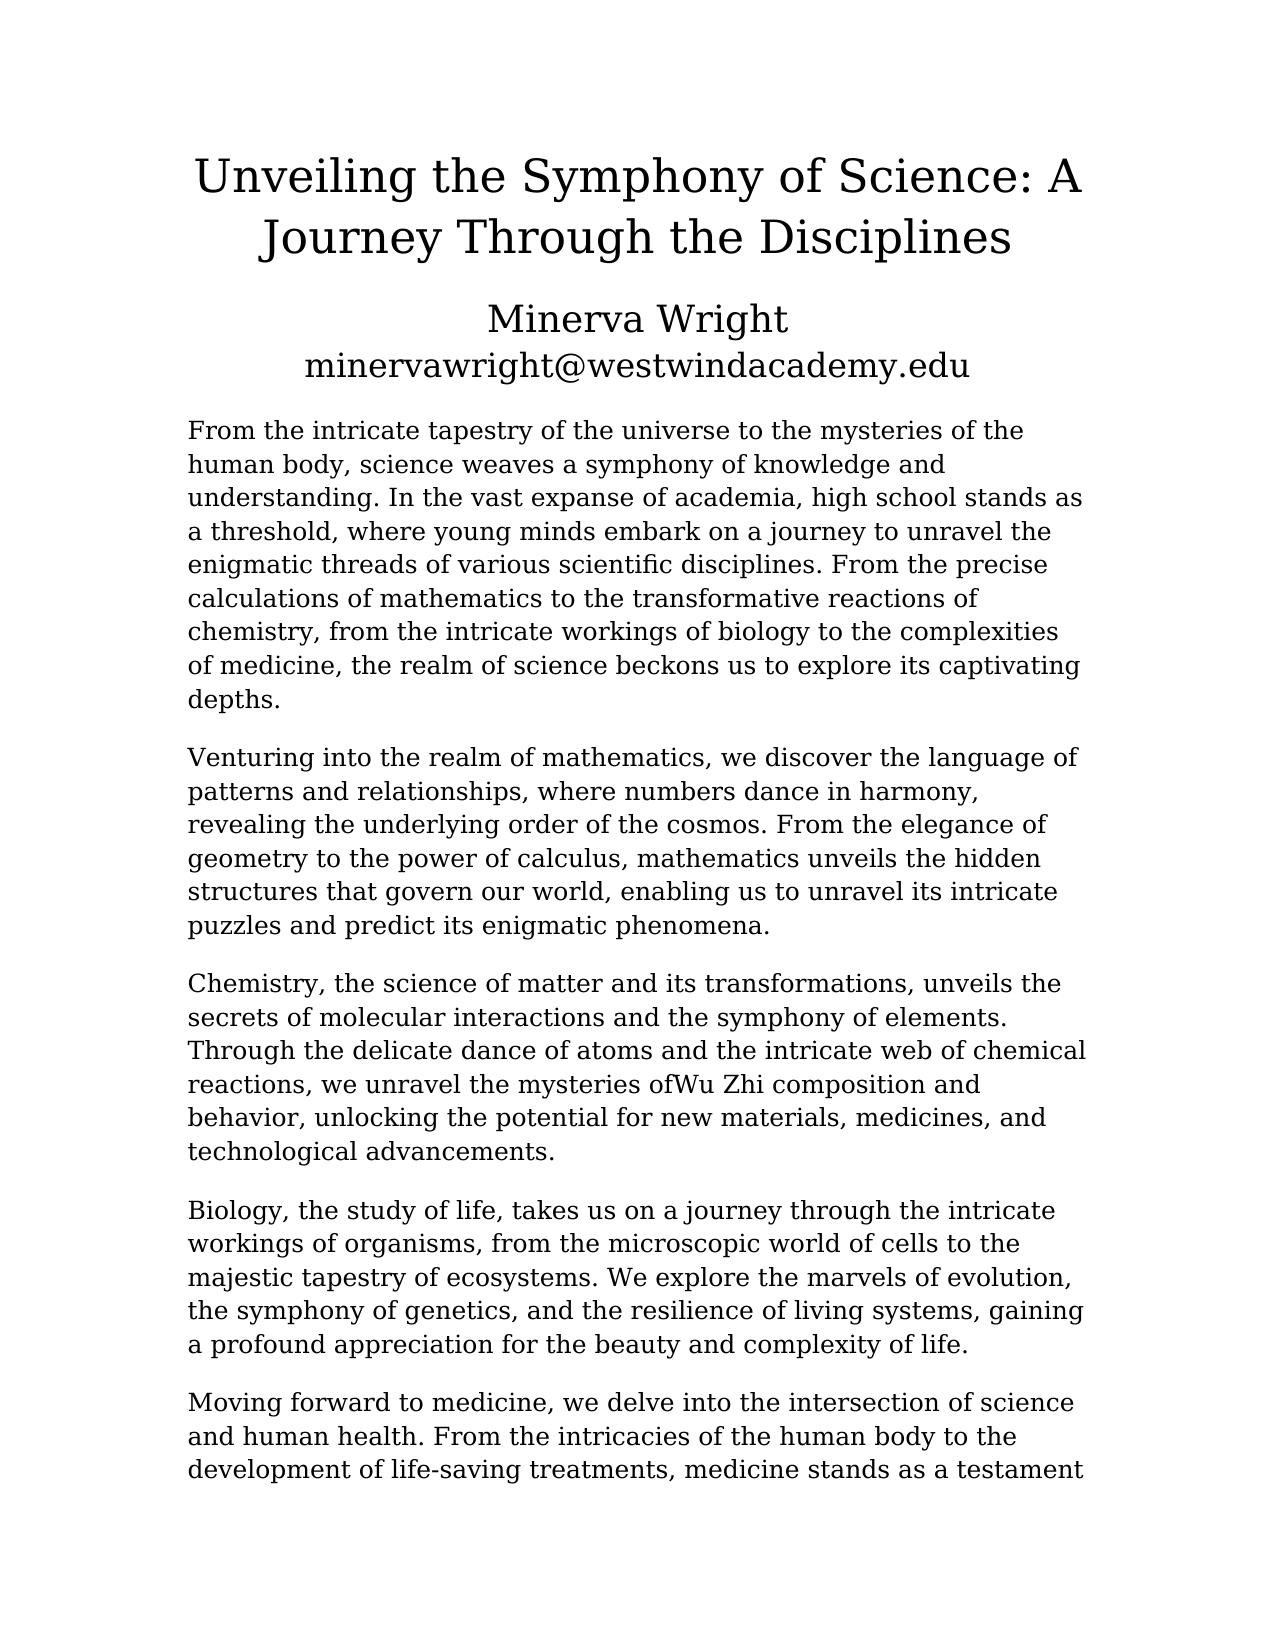 Unveiling the Symphony of Science: A
Journey Through the Disciplines
Minerva Wright
minervawright@westwindacademy.edu
From the intricate tapestry of the universe to the mysteries of the
human body, science weaves a symphony of knowledge and
understanding. In the vast expanse of academia, high school stands as
a threshold, where young minds embark on a journey to unravel the
enigmatic threads of various scientific disciplines. From the precise
calculations of mathematics to the transformative reactions of
chemistry, from the intricate workings of biology to the complexities
of medicine, the realm of science beckons us to explore its captivating
depths.
Venturing into the realm of mathematics, we discover the language of
patterns and relationships, where numbers dance in harmony,
revealing the underlying order of the cosmos. From the elegance of
geometry to the power of calculus, mathematics unveils the hidden
structures that govern our world, enabling us to unravel its intricate
puzzles and predict its enigmatic phenomena.
Chemistry, the science of matter and its transformations, unveils the
secrets of molecular interactions and the symphony of elements.
Through the delicate dance of atoms and the intricate web of chemical
reactions, we unravel the mysteries ofWu Zhi composition and
behavior, unlocking the potential for new materials, medicines, and
technological advancements.
Biology, the study of life, takes us on a journey through the intricate
workings of organisms, from the microscopic world of cells to the
majestic tapestry of ecosystems. We explore the marvels of evolution,
the symphony of genetics, and the resilience of living systems, gaining
a profound appreciation for the beauty and complexity of life.
Moving forward to medicine, we delve into the intersection of science
and human health. From the intricacies of the human body to the
development of life-saving treatments, medicine stands as a testament